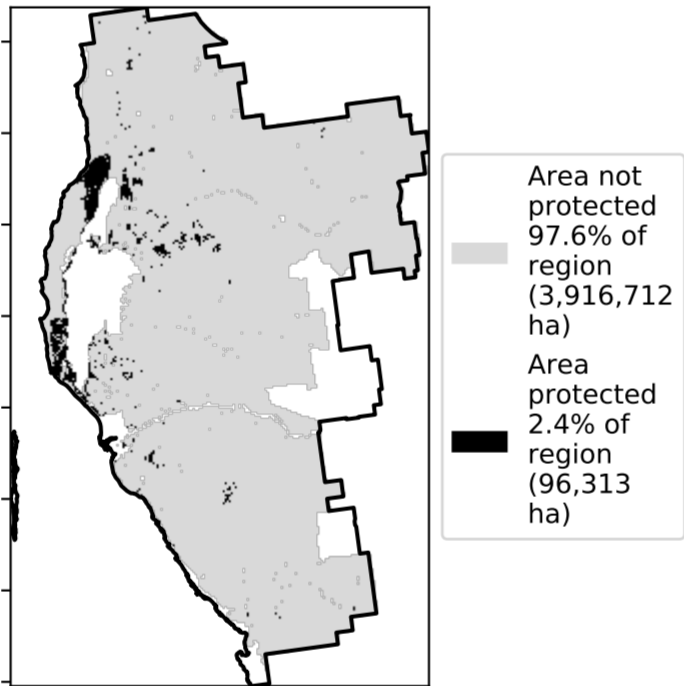 Area not
protected
97.6% of
region
(3,916,712
ha)
Area
protected
2.4% of
region
(96,313
ha)